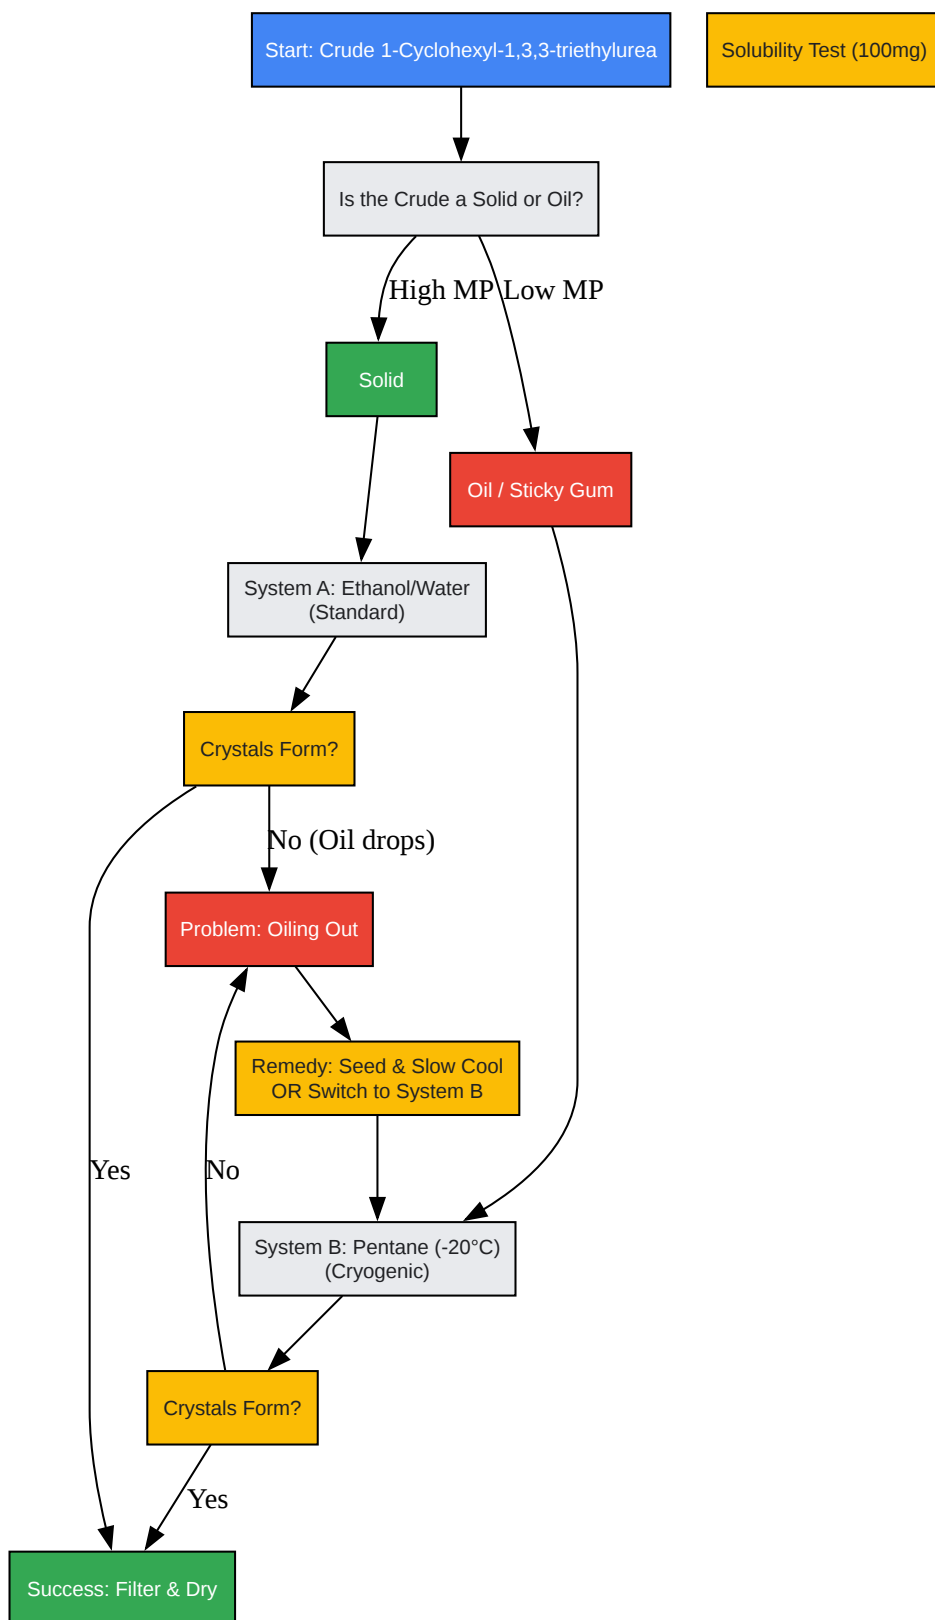 Start: Crude 1-Cyclohexyl-1,3,3-triethylurea
Solubility Test (100mg)
Is the Crude a Solid or Oil?
High MP
Low MP
Solid
Oil / Sticky Gum
System A: Ethanol/Water
(Standard)
Crystals Form?
No (Oil drops)
Problem: Oiling Out
Remedy: Seed & Slow Cool
OR Switch to System B
Yes
No
System B: Pentane (-20°C)
(Cryogenic)
Crystals Form?
Yes
Success: Filter & Dry